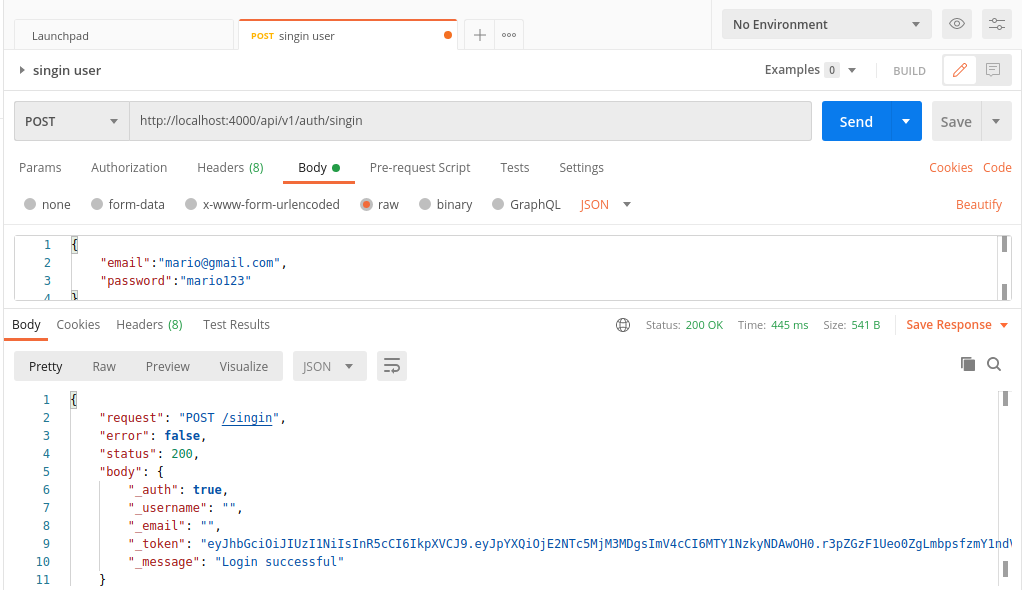 Launchpad
POST singin user
No Environment
singin user
Examples 0
BUILD
POST
http://localhost:4000/api/v1/auth/singin
Send
Save
Params Authorization Headers (8) Body Pre-request Script Tests Settings Cookies Code
none form-data x-www-form-urlencoded raw binary GraphQL JSON Beautify
1 {
2 "email":"mario@gmail.com",
3 "password":"mario123"
4 }
Body Cookies Headers (8) Test Results Status: 200 OK Time: 445 ms Size: 541 B Save Response
Pretty Raw Preview Visualize JSON
1 {
2 "request": "POST /singin",
3 "error": false,
4 "status": 200,
5 "body": {
6 "_auth": true,
7 "_username": "",
8 "_email": "",
9 "_token": "eyJhbGciOiJIUzI1NiIsInR5cCI6IkpXVCJ9.eyJpYXQiOjE2NTc5MjM3MDgsImV4cCI6MTY1NzkyNDAwOH0.r3pZGzF1Ueo0ZgLmbpsfzmY1nd
10 "_message": "Login successful"
11 }